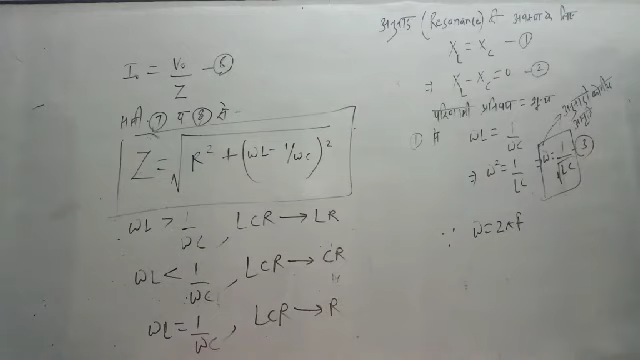 I₀ = V₀/Z —⑥
समी ⑦ व ⑧ से
Z = √(R² + (ωL - 1/ωC)²)
ωL > 1/ωC, LCR → LR
ωL < 1/ωC, LCR → CR
ωL = 1/ωC, LCR → R
अनुनाद (Resonance) की अवस्था के लिए
X_L = X_C —①
⇒ X_L - X_C = 0 —②
परिणामी प्रतिघात = शून्य
① से ωL = 1/ωC
⇒ ω² = 1/LC ⇒ ω = 1/√LC —③
∵ ω = 2πf